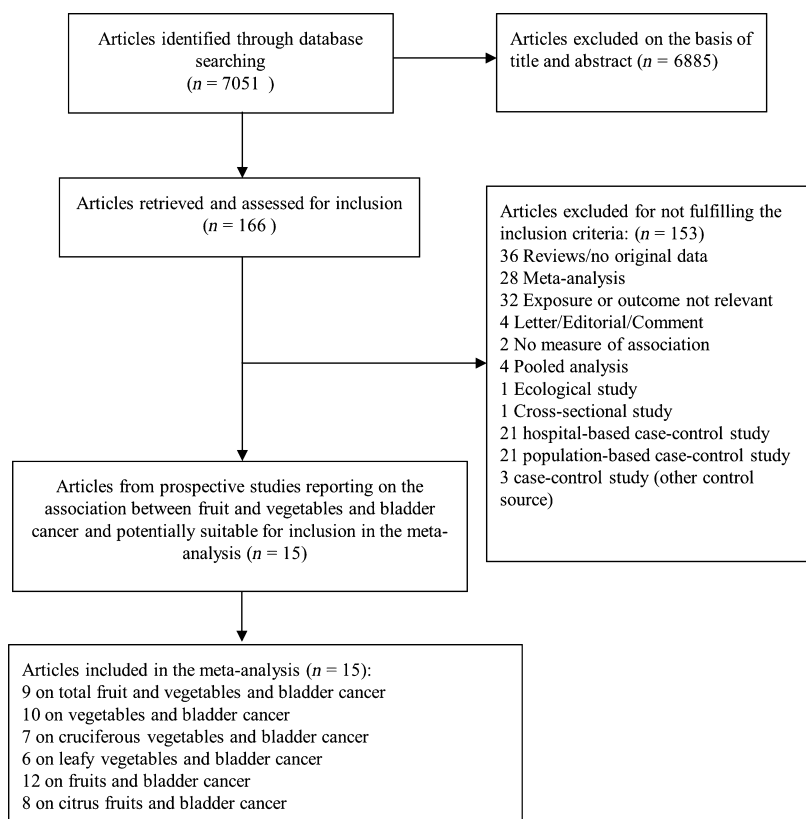 Articles identified through database
searching
(n = 7051 )
Articles excluded on the basis of
title and abstract (n = 6885)
Articles retrieved and assessed for inclusion
(n = 166 )
Articles excluded for not fulfilling the
inclusion criteria: (n = 153)
36 Reviews/no original data
28 Meta-analysis
32 Exposure or outcome not relevant
4 Letter/Editorial/Comment
2 No measure of association
4 Pooled analysis
1 Ecological study
1 Cross-sectional study
21 hospital-based case-control study
21 population-based case-control study
3 case-control study (other control
source)
Articles from prospective studies reporting on the
association between fruit and vegetables and bladder
cancer and potentially suitable for inclusion in the meta-
analysis (n = 15)
Articles included in the meta-analysis (n = 15):
9 on total fruit and vegetables and bladder cancer
10 on vegetables and bladder cancer
7 on cruciferous vegetables and bladder cancer
6 on leafy vegetables and bladder cancer
12 on fruits and bladder cancer
8 on citrus fruits and bladder cancer